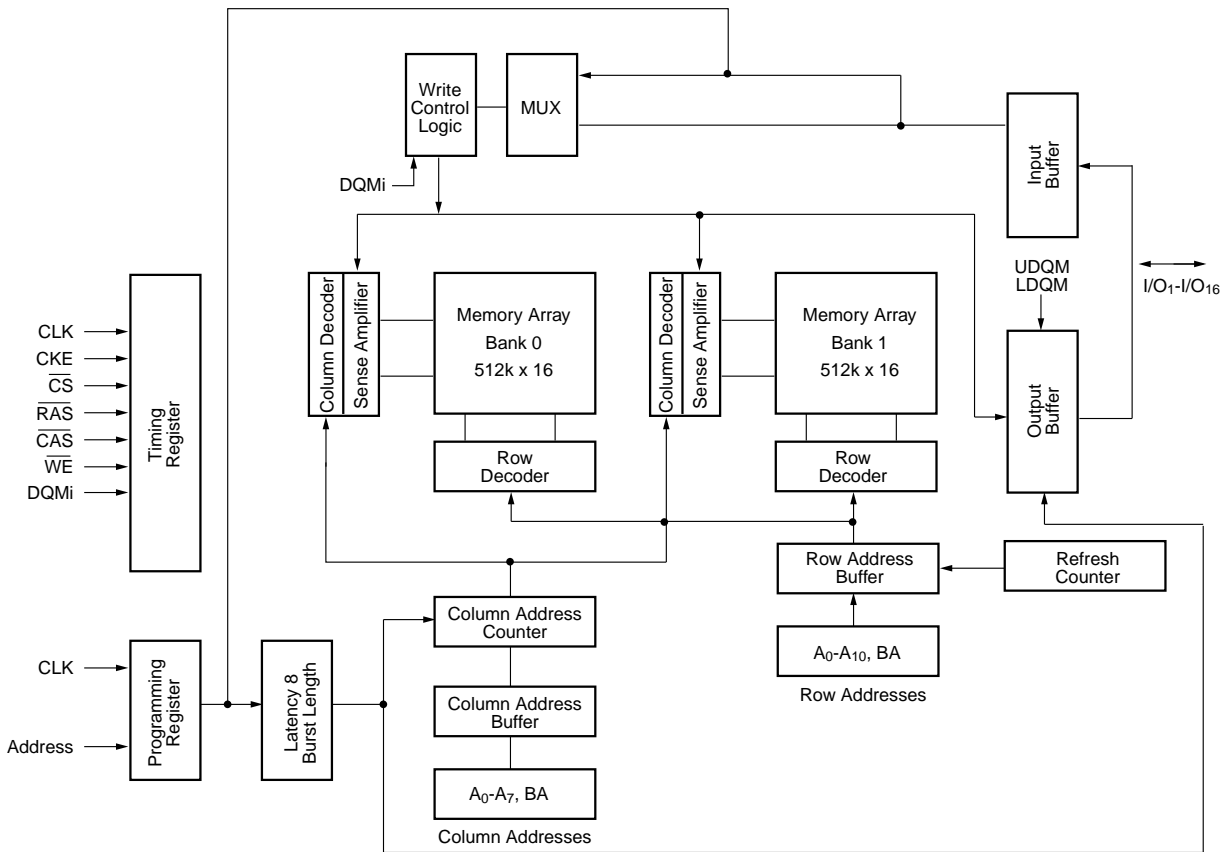 Write
Control
Logic
MUX
DQMi
Input
Buffer
UDQM
LDQM
I/O1-I/O16
Column Decoder
Sense Amplifier
Memory Array
Bank 0
512k x 16
Column Decoder
Sense Amplifier
Memory Array
Bank 1
512k x 16
Output
Buffer
CLK
CKE
CS
RAS
CAS
WE
DQMi
Timing
Register
Row
Decoder
Row
Decoder
Row Address
Buffer
Refresh
Counter
Column Address
Counter
A0-A10, BA
Row Addresses
CLK
Address
Programming
Register
Latency 8
Burst Length
Column Address
Buffer
A0-A7, BA
Column Addresses